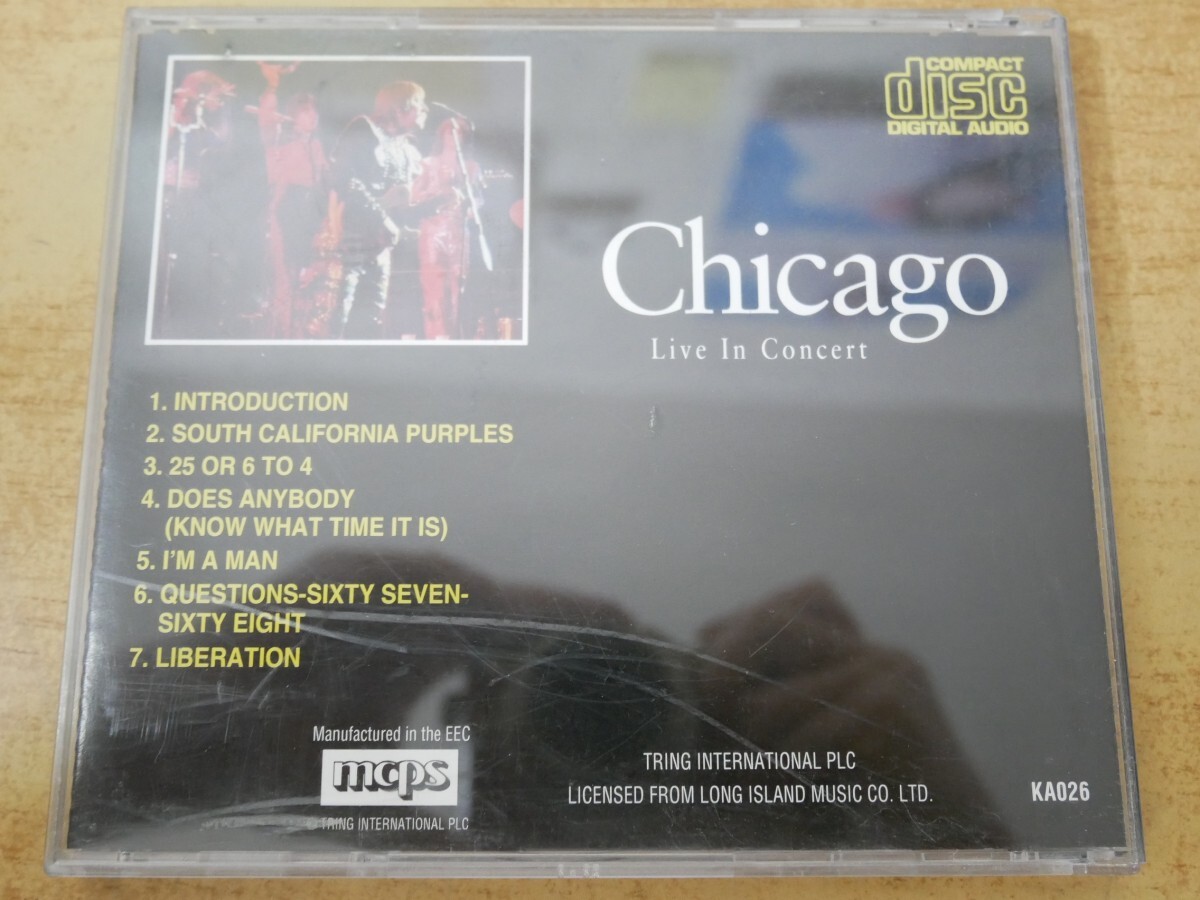 COMPACT
disc
DIGITAL AUDIO
Chicago
Live In Concert
1. INTRODUCTION
2. SOUTH CALIFORNIA PURPLES
3. 25 OR 6 TO 4
4. DOES ANYBODY
(KNOW WHAT TIME IT IS)
5. I'M A MAN
6. QUESTIONS-SIXTY SEVEN-
SIXTY EIGHT
7. LIBERATION
Manufactured in the EEC
mcps
© TRING INTERNATIONAL PLC
TRING INTERNATIONAL PLC
LICENSED FROM LONG ISLAND MUSIC CO. LTD.
KA026